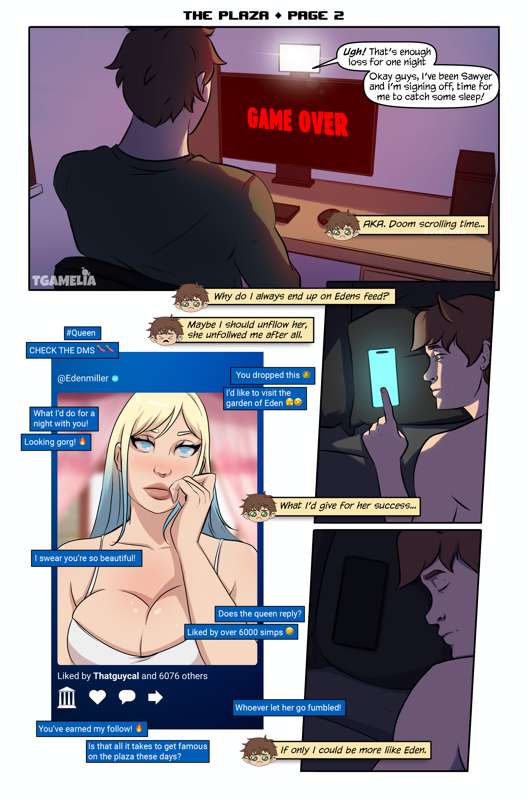 THE PLAZA ♦ PAGE 2
Ugh! That's enough
loss for one night
Okay guys, I've been Sawyer
and I'm signing off, time for
me to catch some sleep!
GAME OVER
AKA. Doom scrolling time...
TGAMELIA
Why do I always end up on Edens feed?
Maybe I should unfllow her,
she unfollwed me after all.
#Queen
CHECK THE DMS
@Edenmiller
You dropped this
I'd like to visit the
garden of Eden
What I'd do for a
night with you!
Looking gorg!
What I'd give for her success...
I swear you're so beautiful!
Does the queen reply?
Liked by over 6000 simps
Liked by Thatguycal and 6076 others
Whoever let her go fumbled!
You've earned my follow!
Is that all it takes to get famous
on the plaza these days?
If only I could be more like Eden.